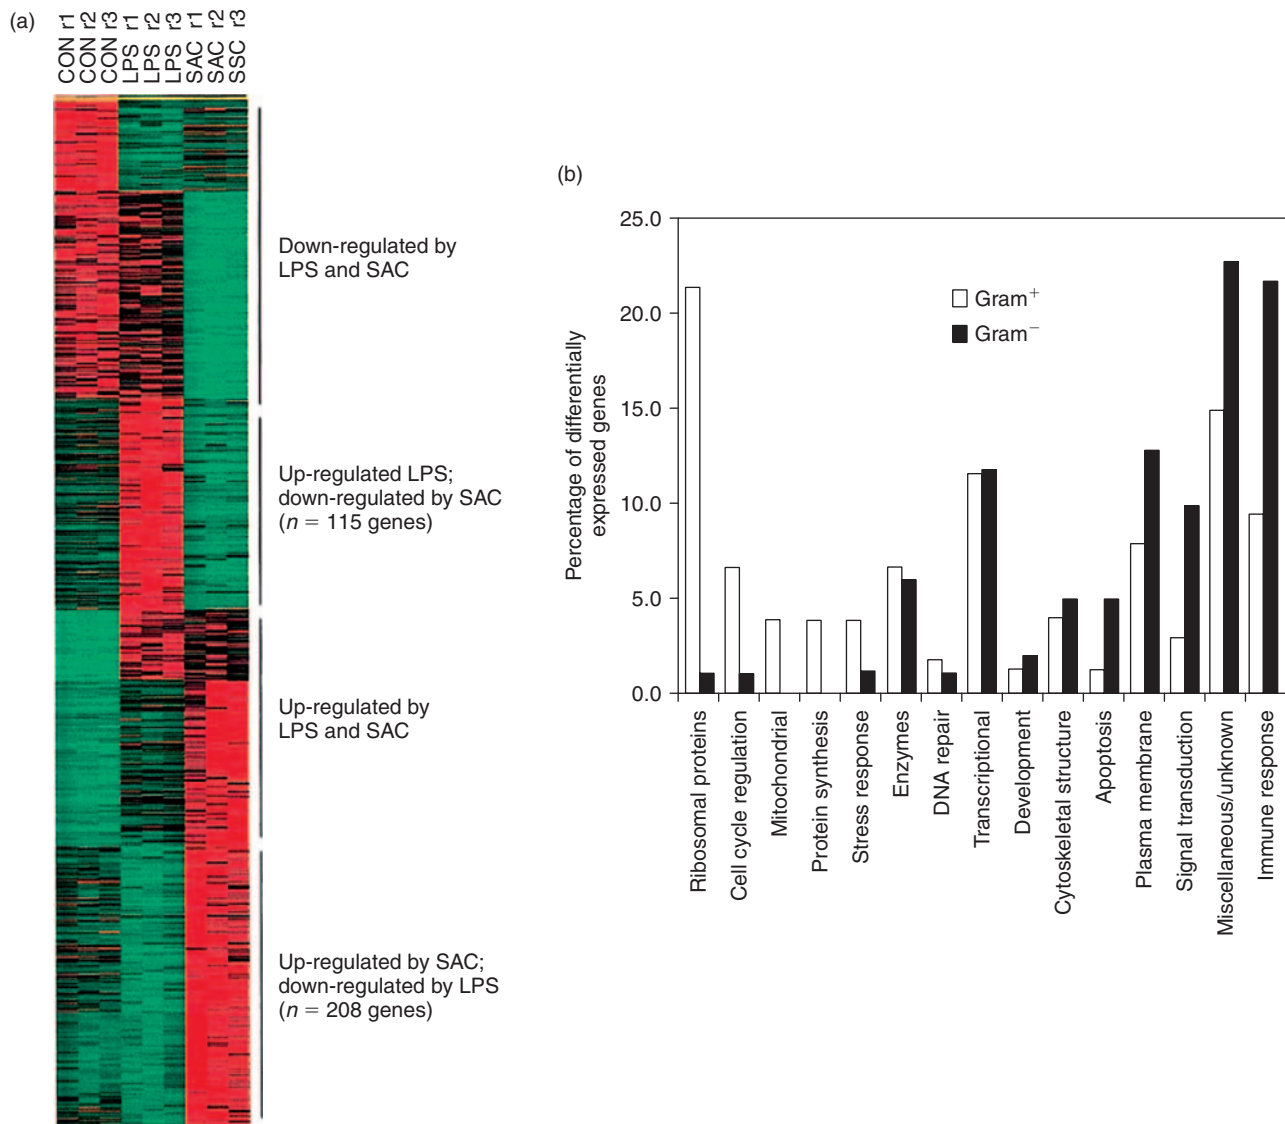 (a)
CON r1
CON r2
CON r3
LPS r1
LPS r2
LPS r3
SAC r1
SAC r2
SSC r3
Down-regulated by
LPS and SAC
Up-regulated LPS;
down-regulated by SAC
(n = 115 genes)
Up-regulated by
LPS and SAC
Up-regulated by SAC;
down-regulated by LPS
(n = 208 genes)
(b)
Percentage of differentially
expressed genes
25.0
20.0
15.0
10.0
5.0
0.0
Gram+
Gram−
Ribosomal proteins
Cell cycle regulation
Mitochondrial
Protein synthesis
Stress response
Enzymes
DNA repair
Transcriptional
Development
Cytoskeletal structure
Apoptosis
Plasma membrane
Signal transduction
Miscellaneous/unknown
Immune response